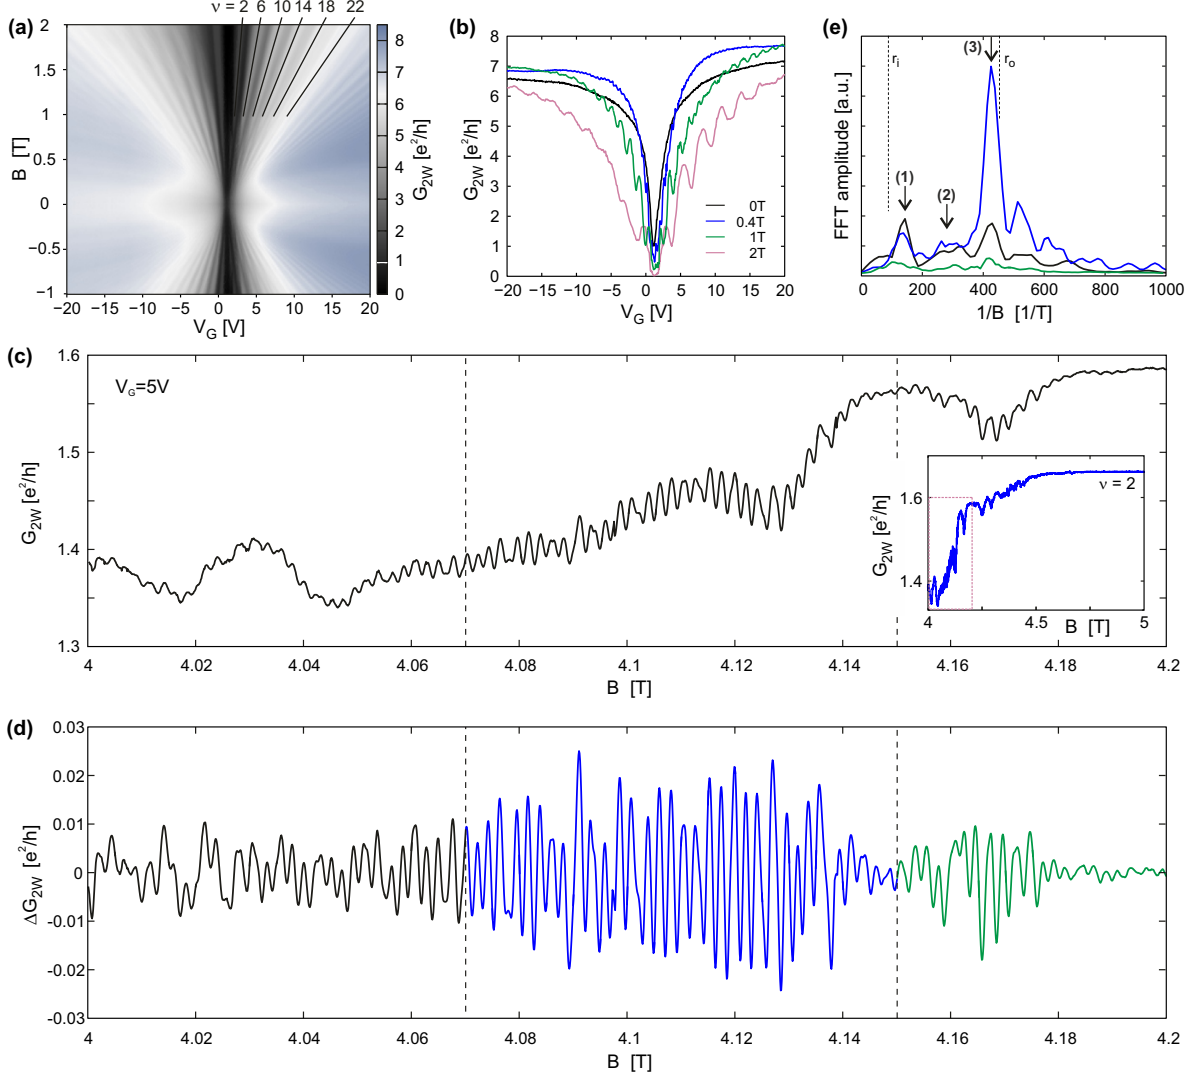 (a)
ν = 2 6 10 14 18 22
2
1.5
1
0.5
0
−0.5
−1
B [T]
−20 −15 −10 −5 0 5 10 15 20
V_G [V]
8
7
6
5
4
3
2
1
0
G_2W [e²/h]
(b)
8
7
6
5
4
3
2
1
0
G_2W [e²/h]
0T
0.4T
1T
2T
−20 −15 −10 −5 0 5 10 15 20
V_G [V]
(e)
(3)
r_i
r_o
(1)
(2)
FFT amplitude [a.u.]
0 200 400 600 800 1000
1/B [1/T]
(c)
V_G=5V
1.6
1.5
1.4
1.3
G_2W [e²/h]
4 4.02 4.04 4.06 4.08 4.1 4.12 4.14 4.16 4.18 4.2
B [T]
ν = 2
1.6
1.4
G_2W [e²/h]
4 4.5 5
B [T]
(d)
0.03
0.02
0.01
0
-0.01
-0.02
-0.03
ΔG_2W [e²/h]
4 4.02 4.04 4.06 4.08 4.1 4.12 4.14 4.16 4.18 4.2
B [T]